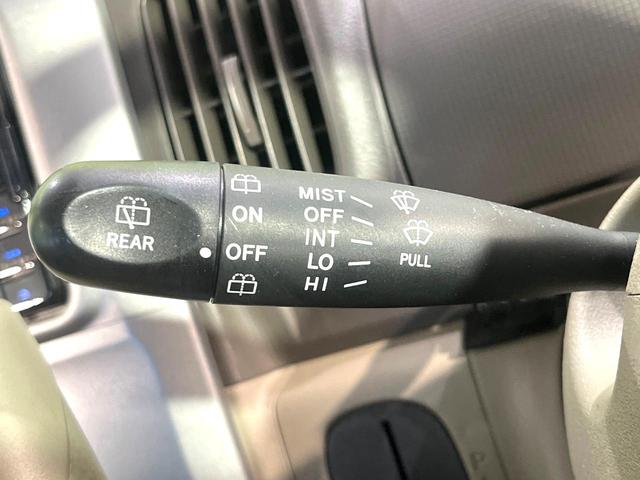 REAR
ON
OFF
MIST
OFF
INT
LO
HI
PULL